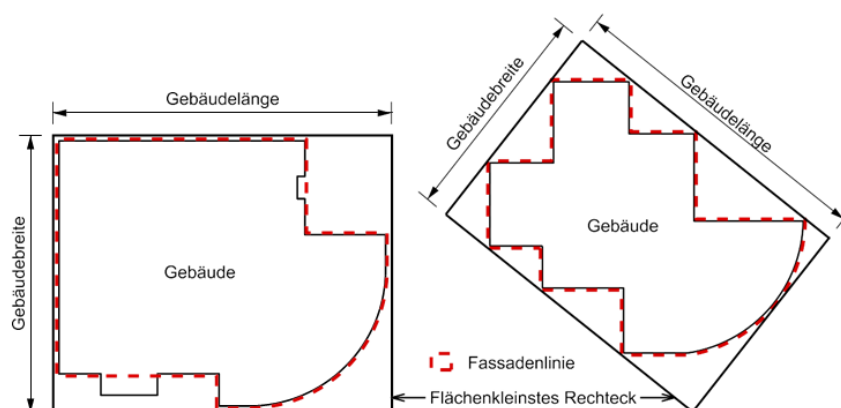 Gebäudelänge
Gebäudebreite
Gebäude
Gebäudebreite
Gebäudelänge
Gebäude
Fassadenlinie
Flächenkleinstes Rechteck